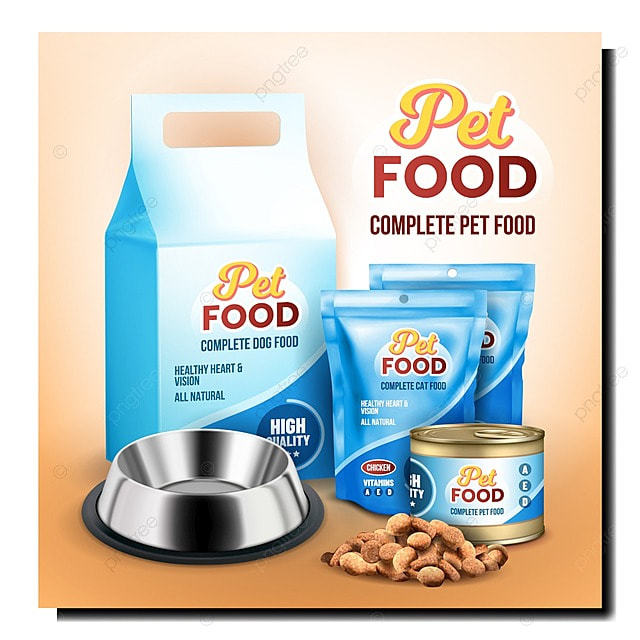 Pet
FOOD
COMPLETE PET FOOD
Pet
FOOD
COMPLETE DOG FOOD
HEALTHY HEART &
VISION
ALL NATURAL
HIGH
QUALITY
Pet
FOOD
COMPLETE CAT FOOD
HEALTHY HEART &
VISION
ALL NATURAL
CHICKEN
VITAMINS
A E D
Pet
FOOD
COMPLETE PET FOOD
A
E
D
pngtree